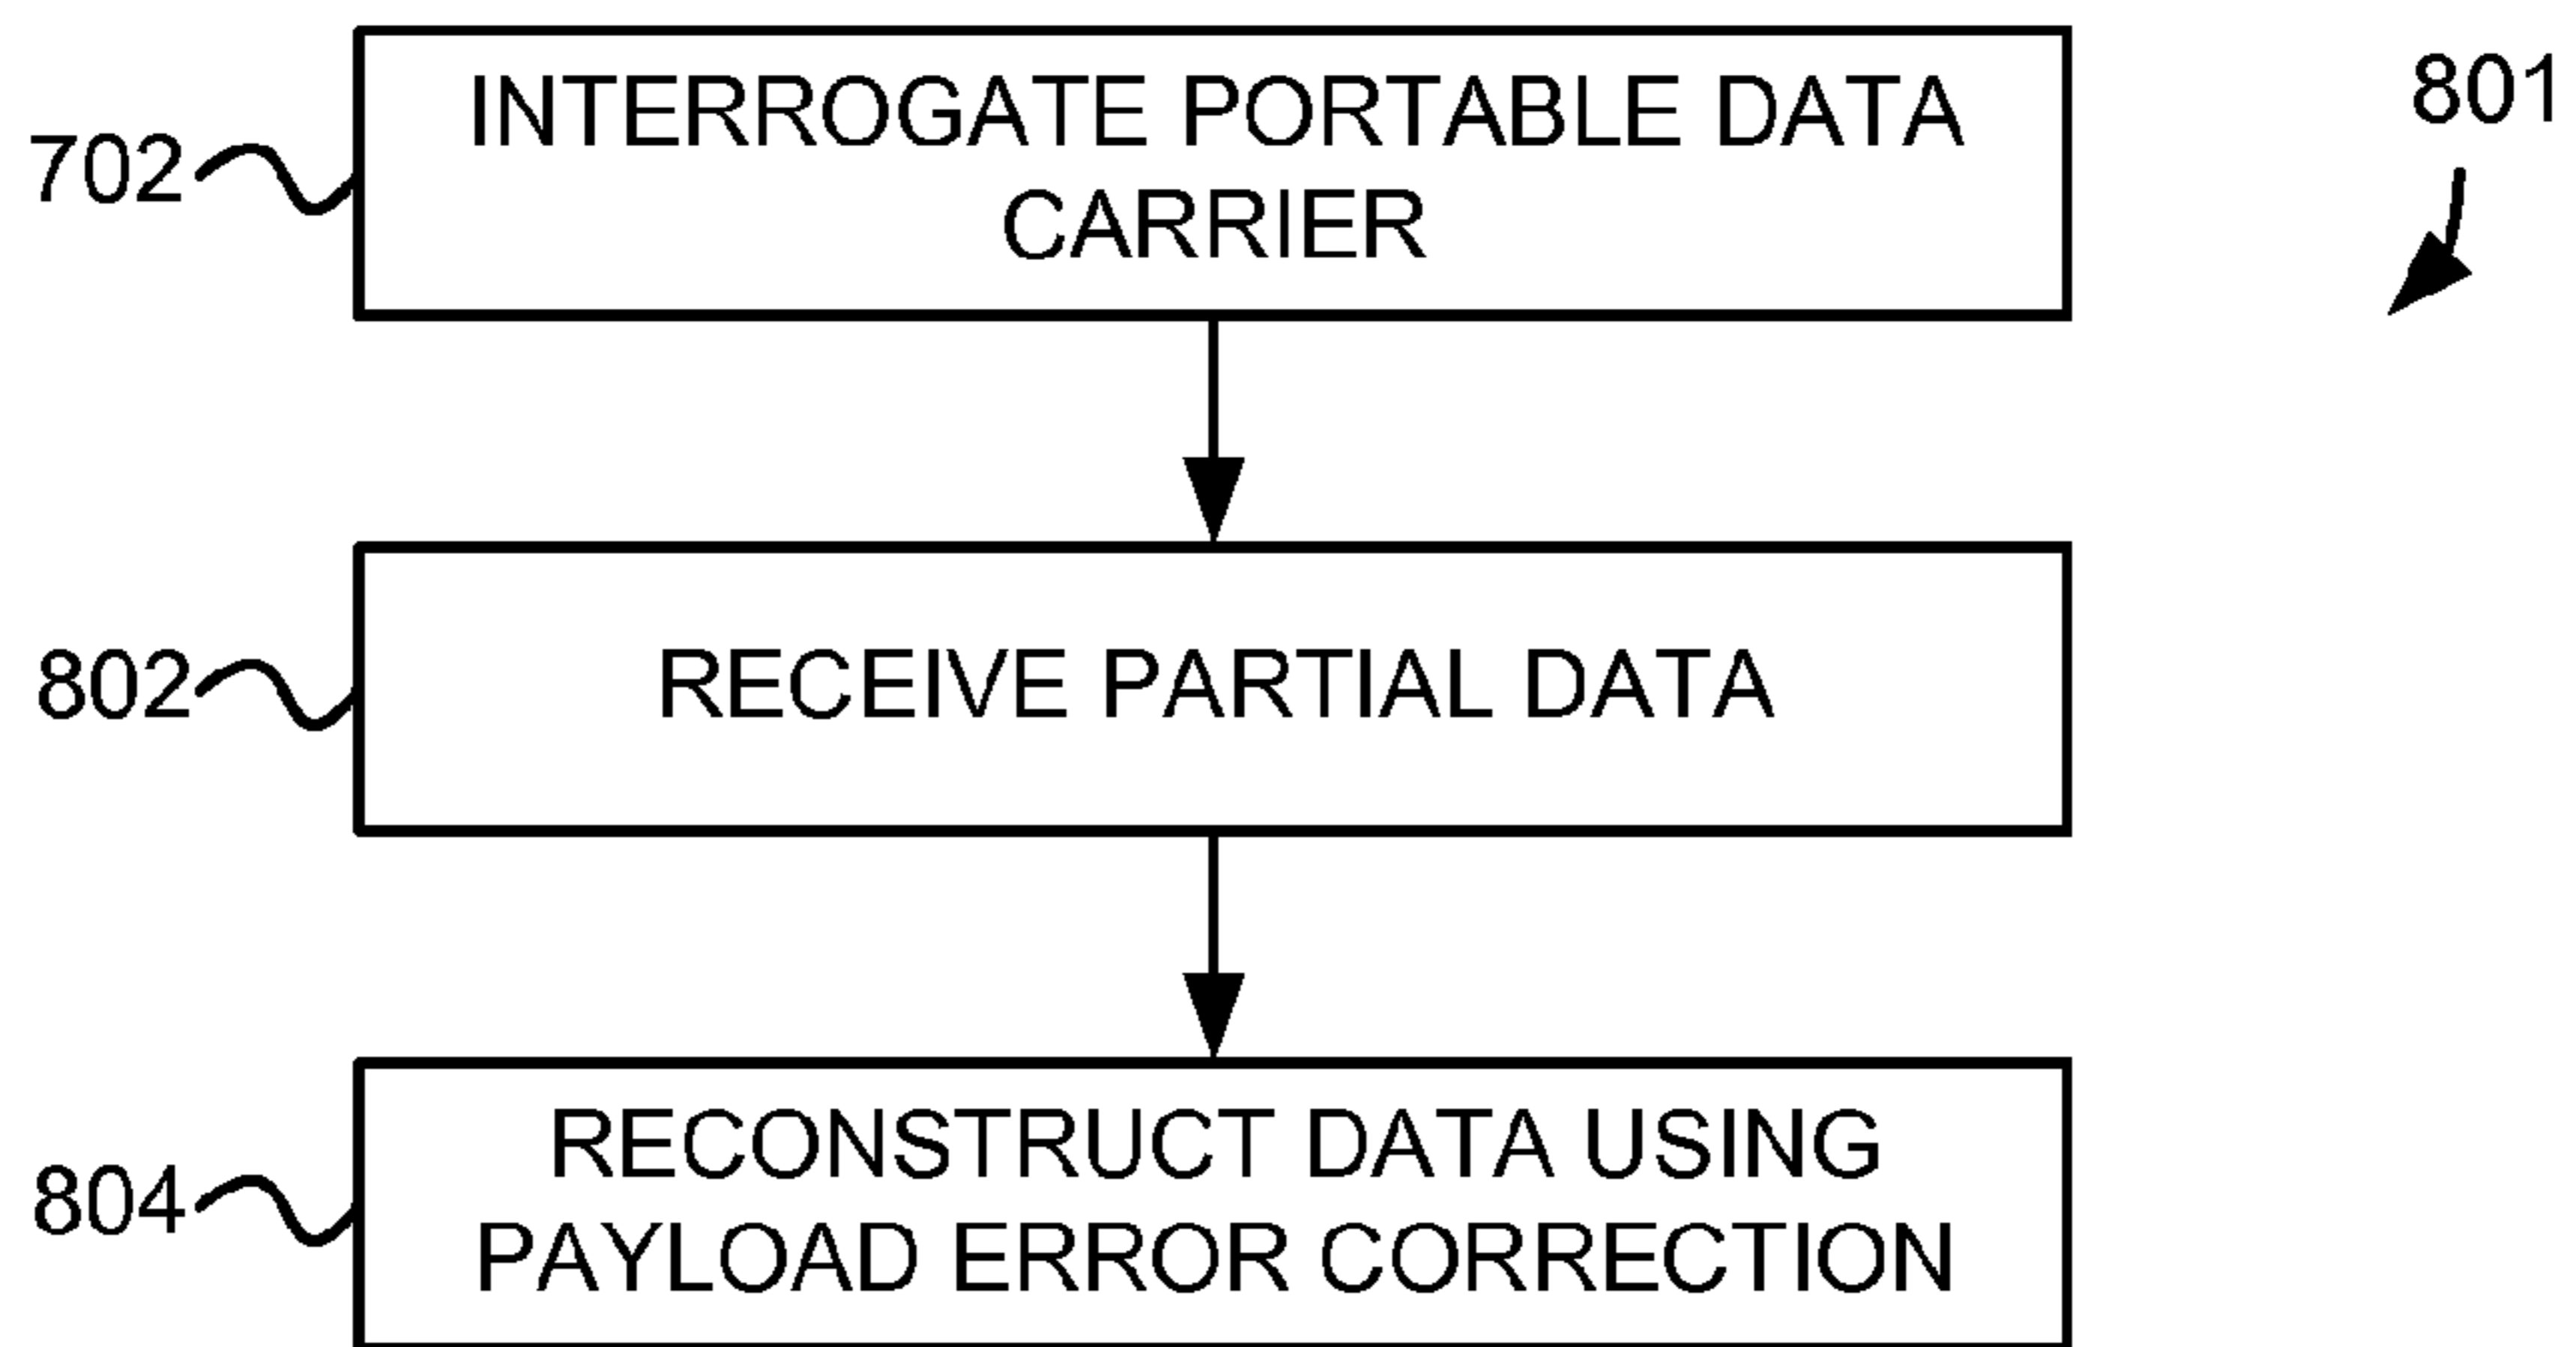 INTERROGATE PORTABLE DATA
CARRIER
801
702
RECEIVE PARTIAL DATA
802
RECONSTRUCT DATA USING
PAYLOAD ERROR CORRECTION
804